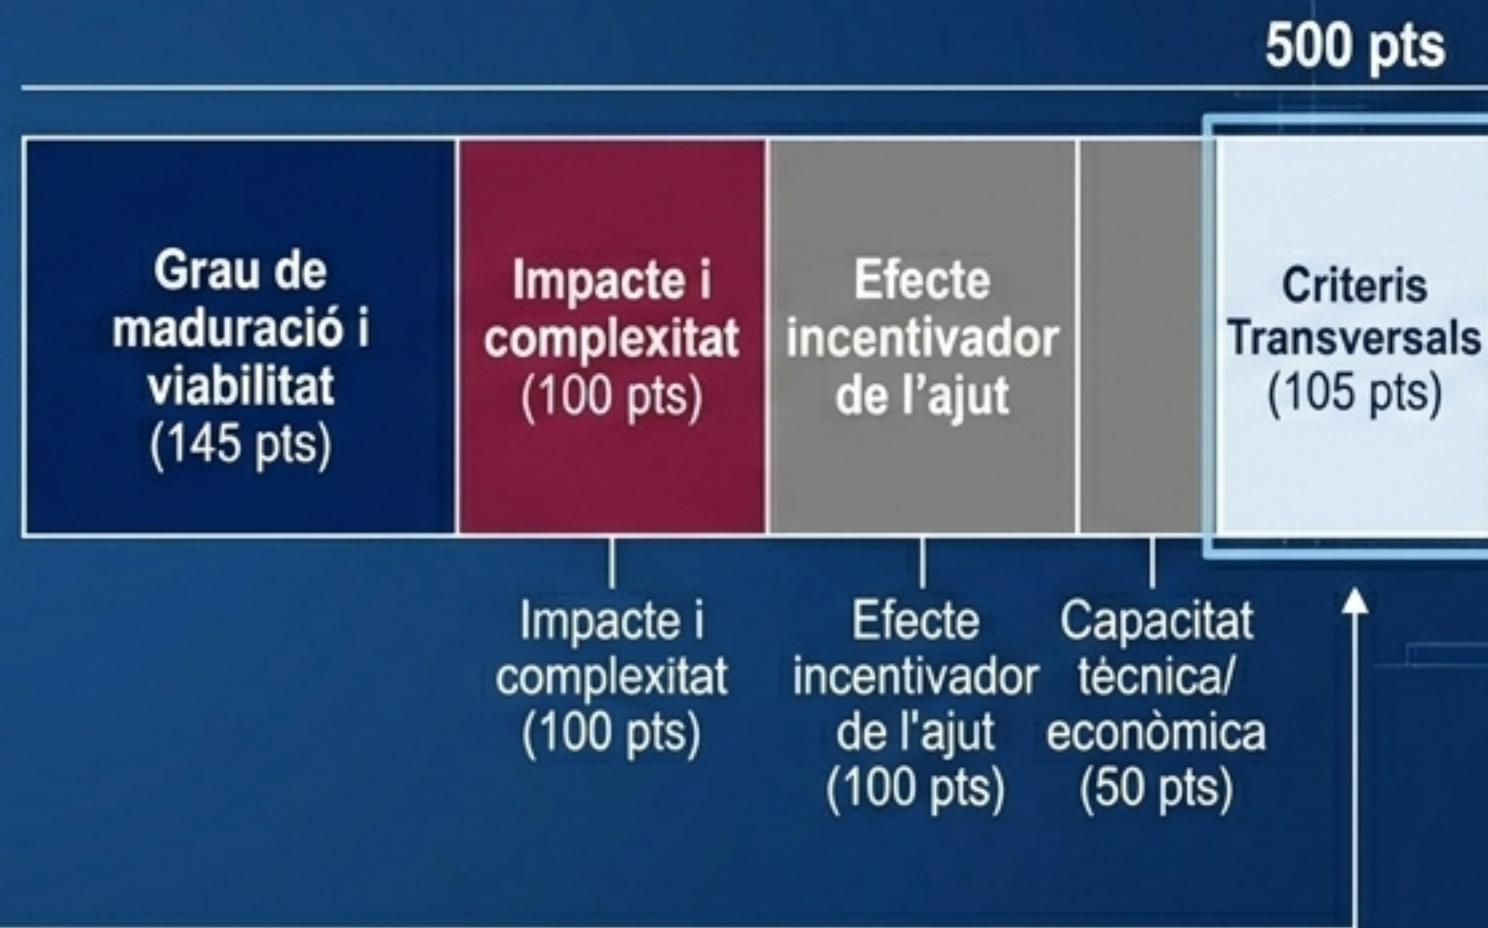 500 pts
Grau de
maduració i
viabilitat
(145 pts)
Impacte i
complexitat
(100 pts)
Efecte
incentivador
de l’ajut
Criteris
Transversals
(105 pts)
Impacte i
complexitat
(100 pts)
Efecte
incentivador
de l'ajut
(100 pts)
Capacitat
tècnica/
econòmica
(50 pts)